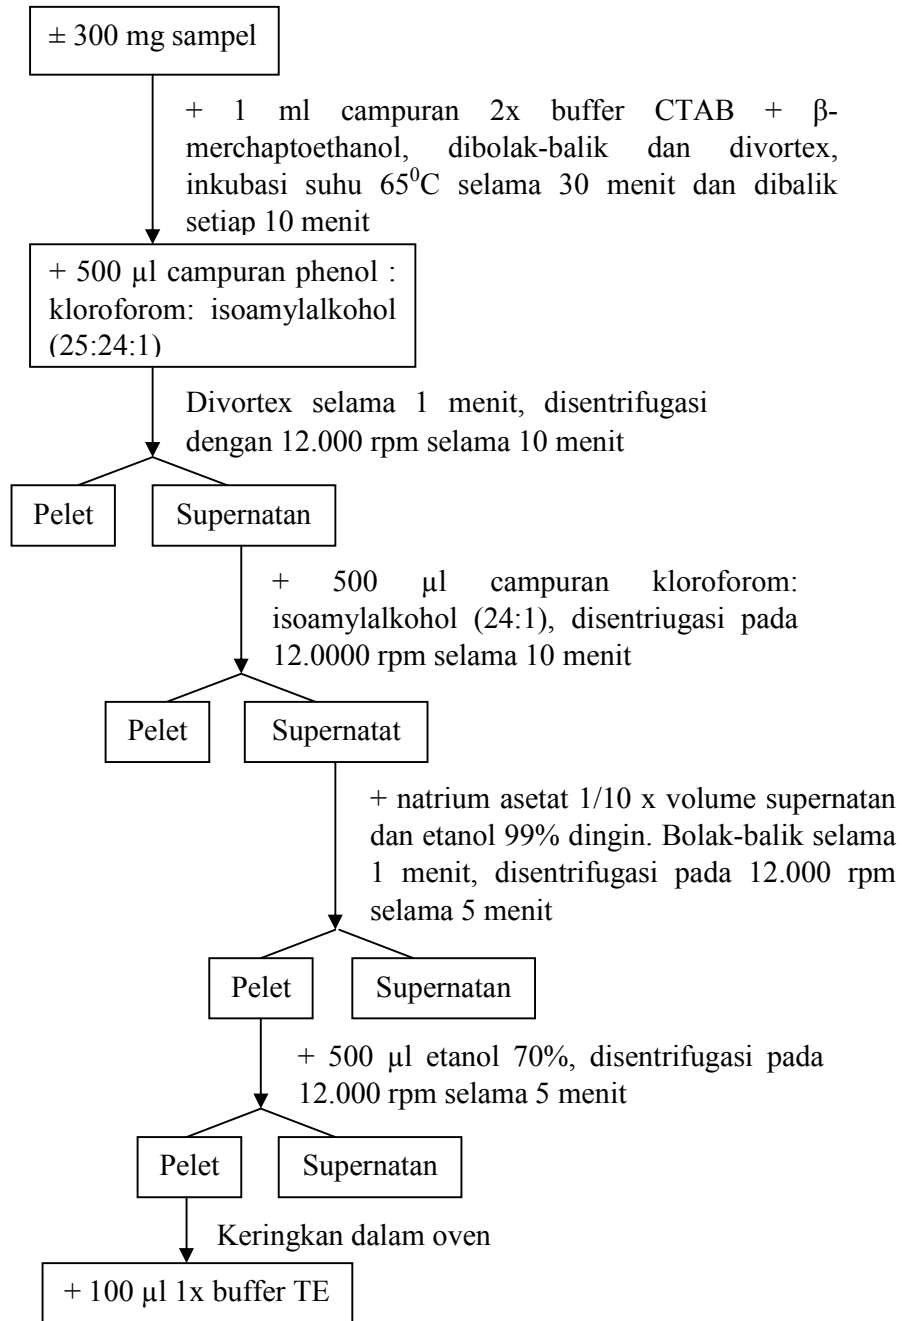 ± 300 mg sampel
+ 1 ml campuran 2x buffer CTAB + β-
merchaptoethanol, dibolak-balik dan divortex,
inkubasi suhu 65⁰C selama 30 menit dan dibalik
setiap 10 menit
+ 500 µl campuran phenol :
kloroforom: isoamylalkohol
(25:24:1)
Divortex selama 1 menit, disentrifugasi
dengan 12.000 rpm selama 10 menit
Pelet
Supernatan
+ 500 µl campuran kloroforom:
isoamylalkohol (24:1), disentriugasi pada
12.0000 rpm selama 10 menit
Pelet
Supernatat
+ natrium asetat 1/10 x volume supernatan
dan etanol 99% dingin. Bolak-balik selama
1 menit, disentrifugasi pada 12.000 rpm
selama 5 menit
Pelet
Supernatan
+ 500 µl etanol 70%, disentrifugasi pada
12.000 rpm selama 5 menit
Pelet
Supernatan
Keringkan dalam oven
+ 100 µl 1x buffer TE